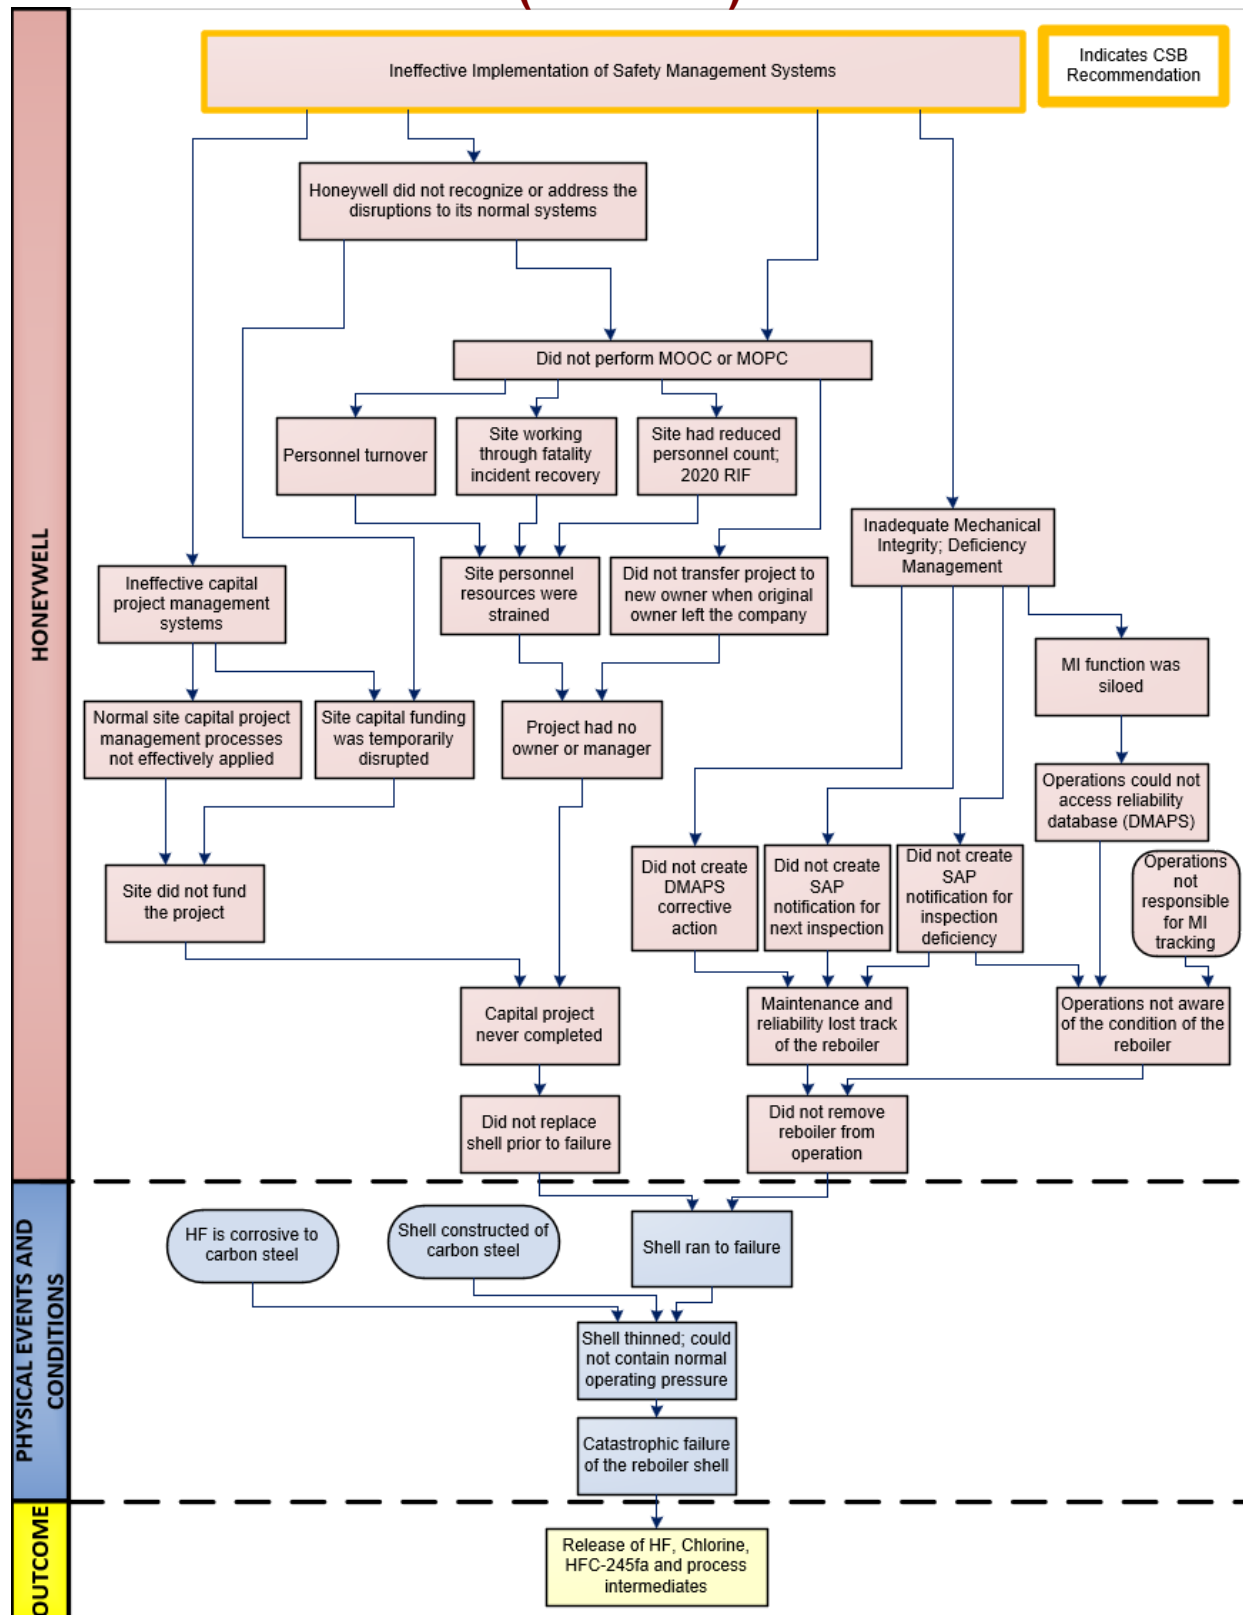 Ineffective Implementation of Safety Management Systems
Indicates CSB
Recommendation
Honeywell did not recognize or address the
disruptions to its normal systems
Did not perform MOOC or MOPC
Personnel turnover
Site working
through fatality
incident recovery
Site had reduced
personnel count;
2020 RIF
Inadequate Mechanical
Integrity; Deficiency
Management
Ineffective capital
project management
systems
Site personnel
resources were
strained
Did not transfer project to
new owner when original
owner left the company
MI function was
siloed
Normal site capital project
management processes
not effectively applied
Site capital funding
was temporarily
disrupted
Project had no
owner or manager
Operations could not
access reliability
database (DMAPS)
Site did not fund
the project
Did not create
DMAPS
corrective
action
Did not create
SAP
notification for
next inspection
Did not create
SAP
notification for
inspection
deficiency
Operations
not
responsible
for MI
tracking
Capital project
never completed
Maintenance and
reliability lost track
of the reboiler
Operations not aware
of the condition of the
reboiler
Did not replace
shell prior to failure
Did not remove
reboiler from
operation
HONEYWELL
HF is corrosive to
carbon steel
Shell constructed of
carbon steel
Shell ran to failure
Shell thinned; could
not contain normal
operating pressure
Catastrophic failure
of the reboiler shell
PHYSICAL EVENTS AND
CONDITIONS
Release of HF, Chlorine,
HFC-245fa and process
intermediates
OUTCOME